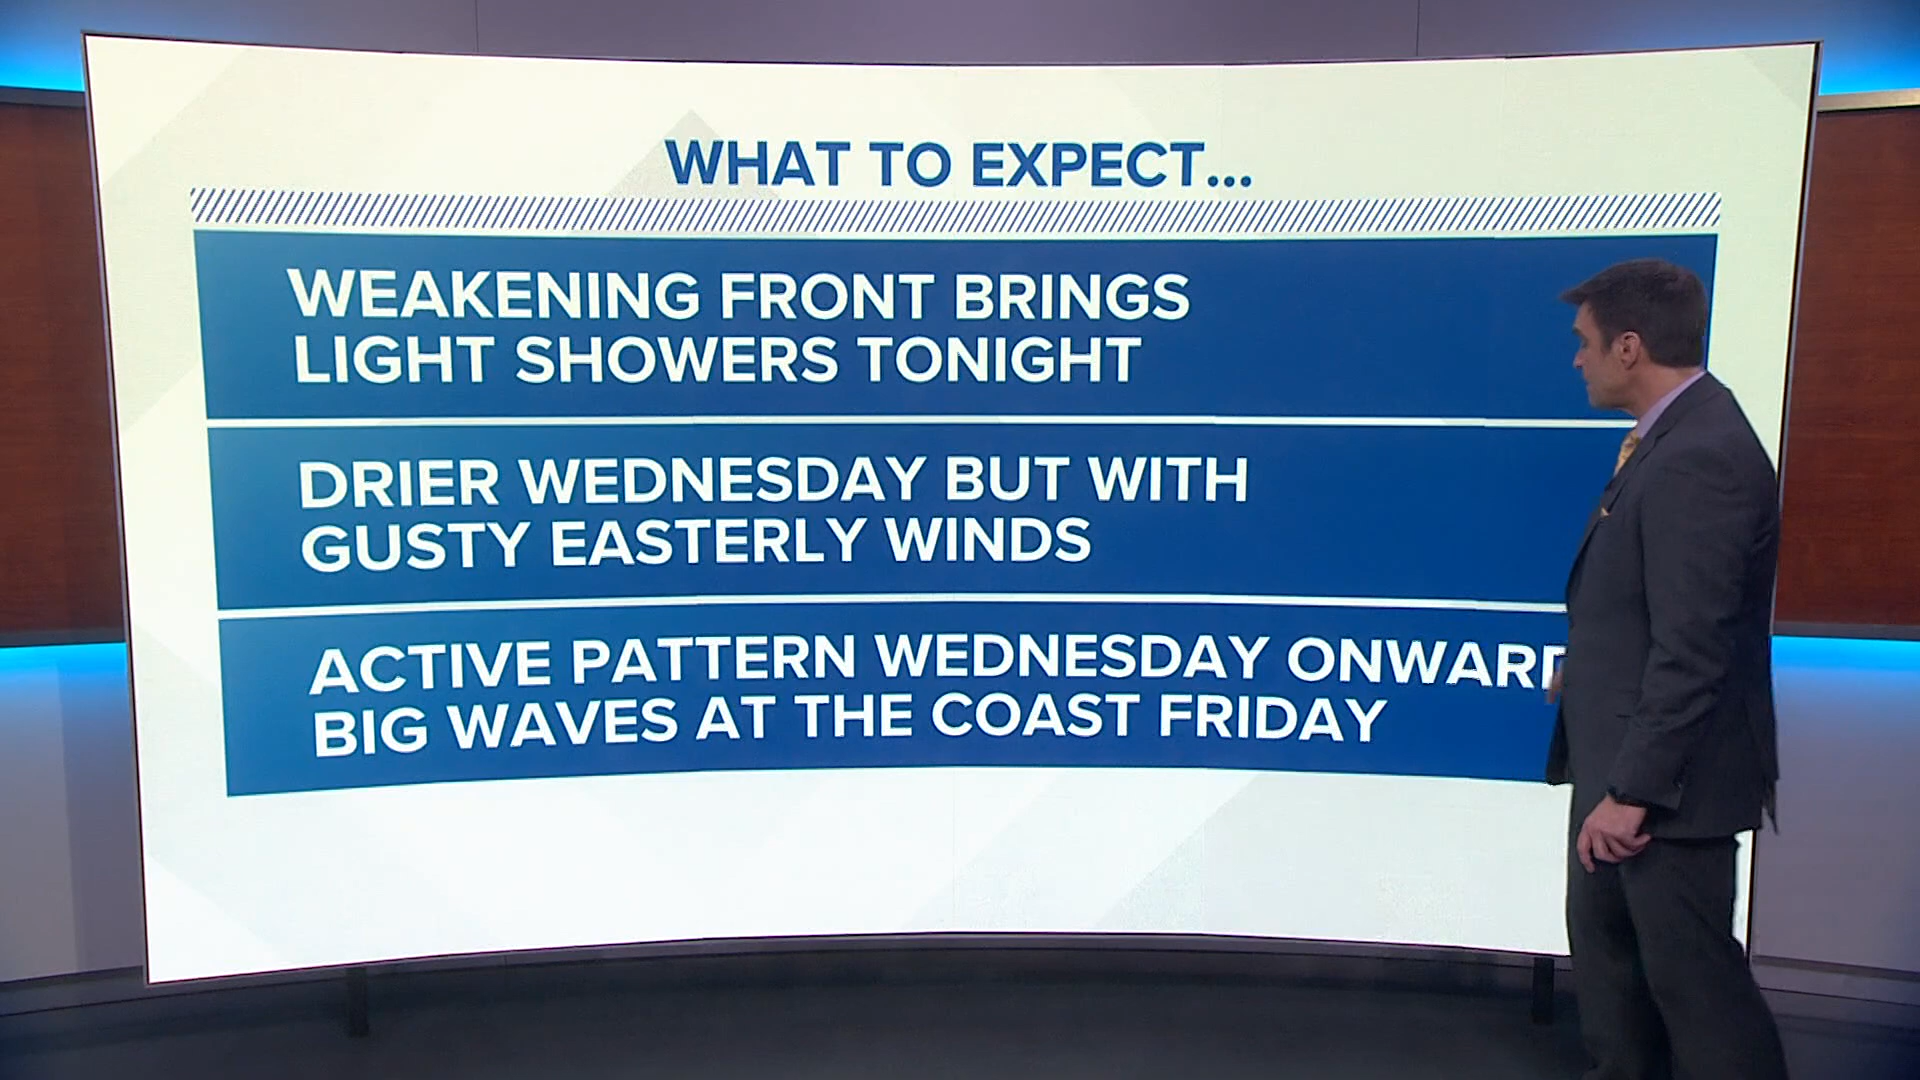 WHAT TO EXPECT...
WEAKENING FRONT BRINGS
LIGHT SHOWERS TONIGHT
DRIER WEDNESDAY BUT WITH
GUSTY EASTERLY WINDS
ACTIVE PATTERN WEDNESDAY ONWARD
BIG WAVES AT THE COAST FRIDAY